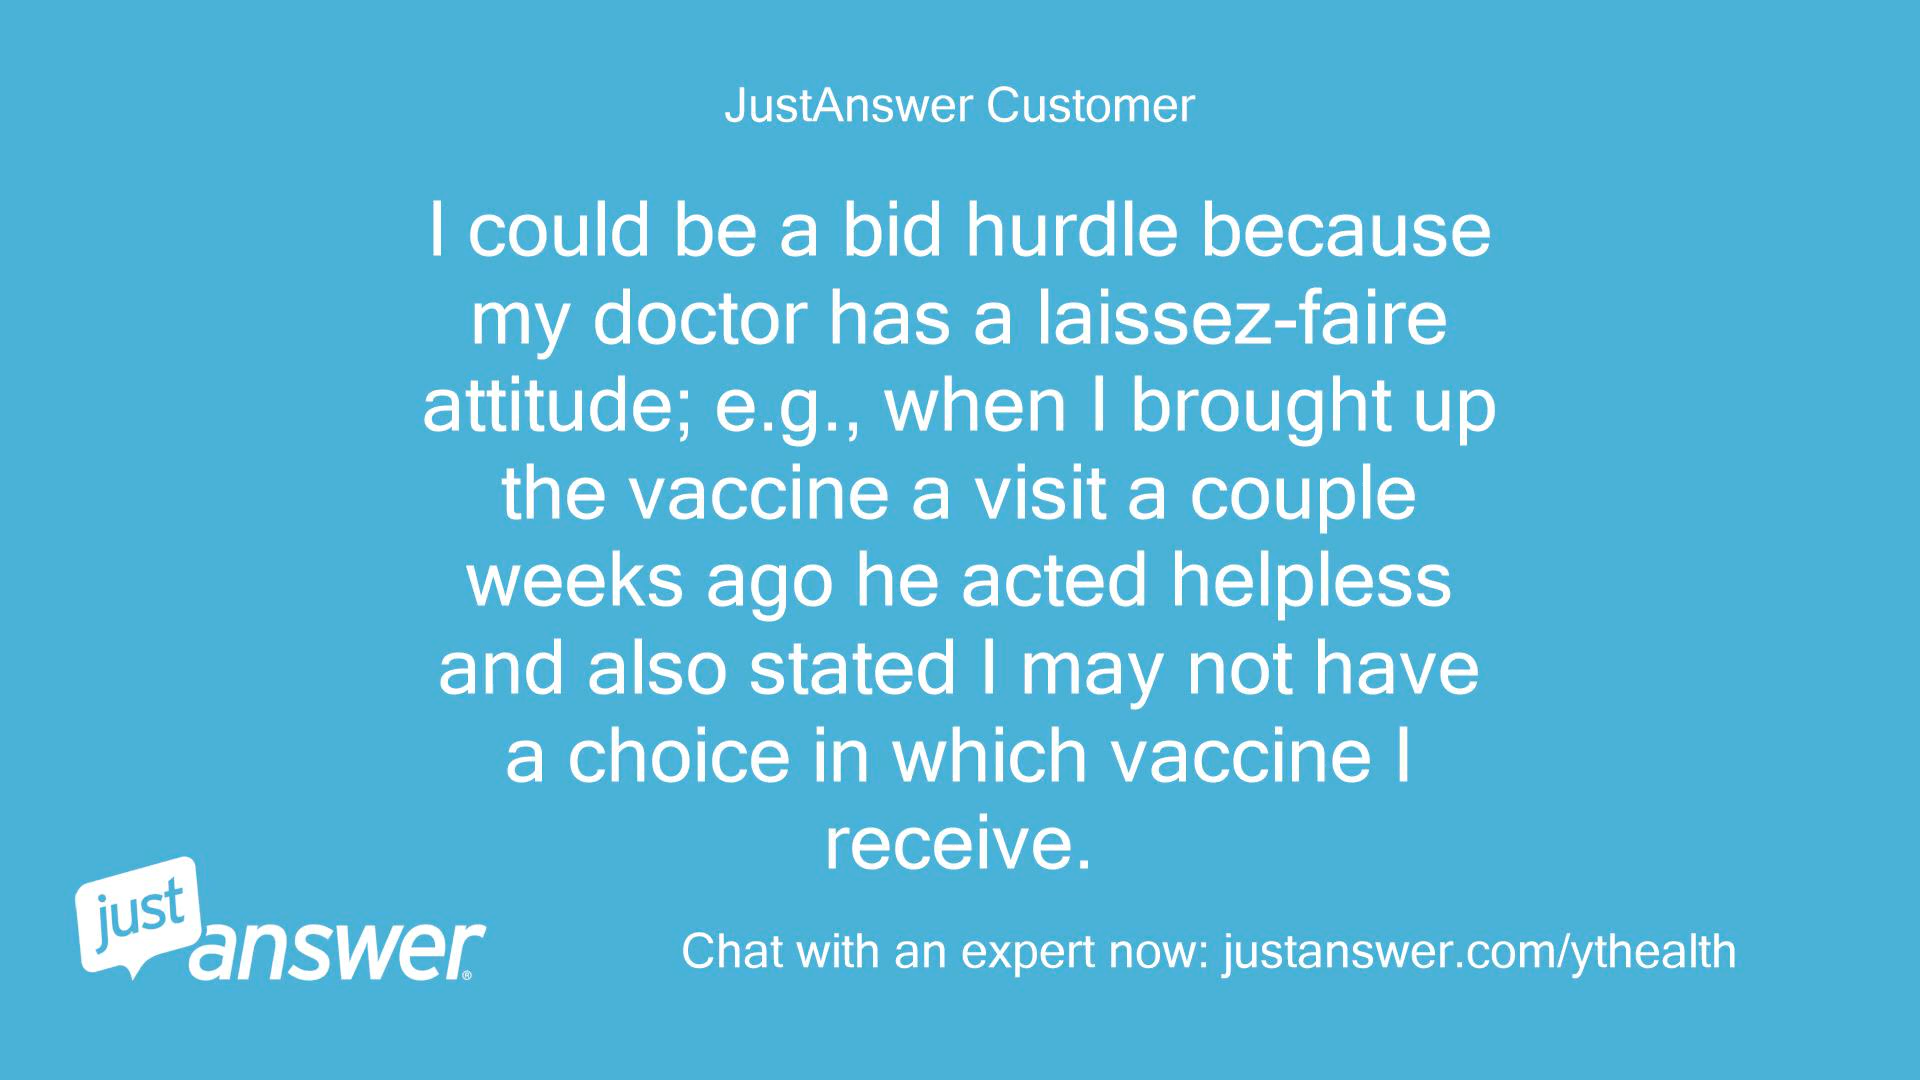 JustAnswer Customer
I could be a bid hurdle because
my doctor has a laissez-faire
attitude; e.g., when I brought up
the vaccine a visit a couple
weeks ago he acted helpless
and also stated I may not have
a choice in which vaccine I
receive.
just
answer®
Chat with an expert now: justanswer.com/ythealth